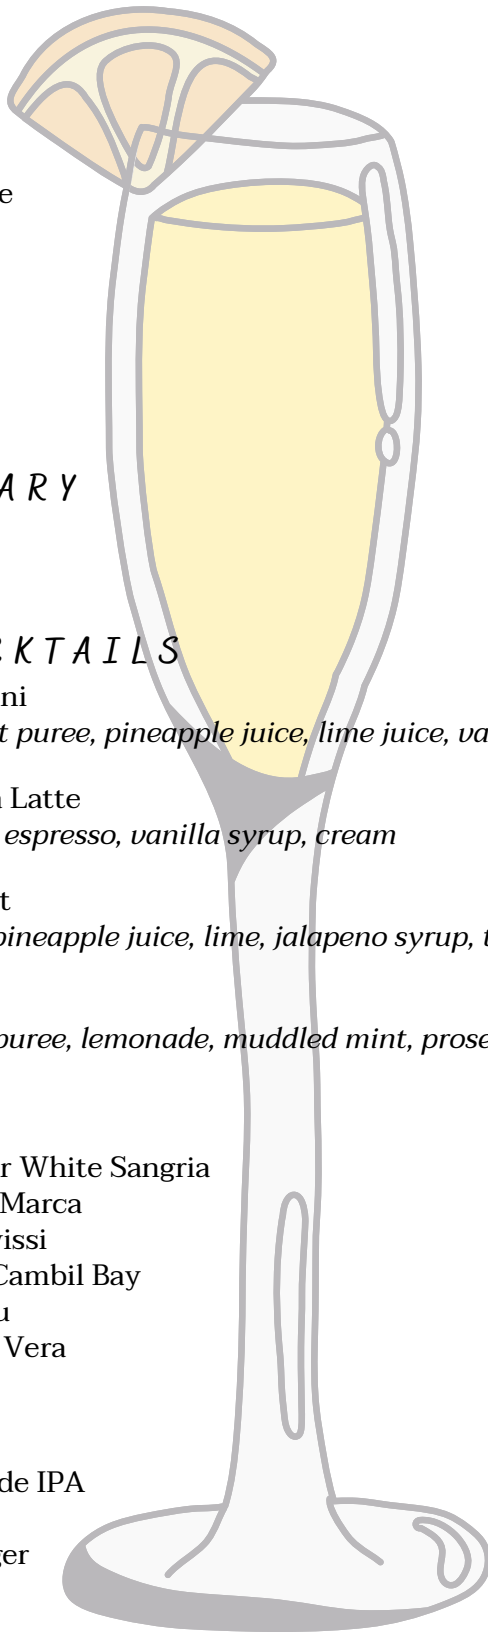 e
ARY
CKTAILS
ni
t puree, pineapple juice, lime juice, va
Latte
espresso, vanilla syrup, cream
t
pineapple juice, lime, jalapeno syrup, t
puree, lemonade, muddled mint, prose
r White Sangria
Marca
vissi
Cambil Bay
u
Vera
de IPA
ger